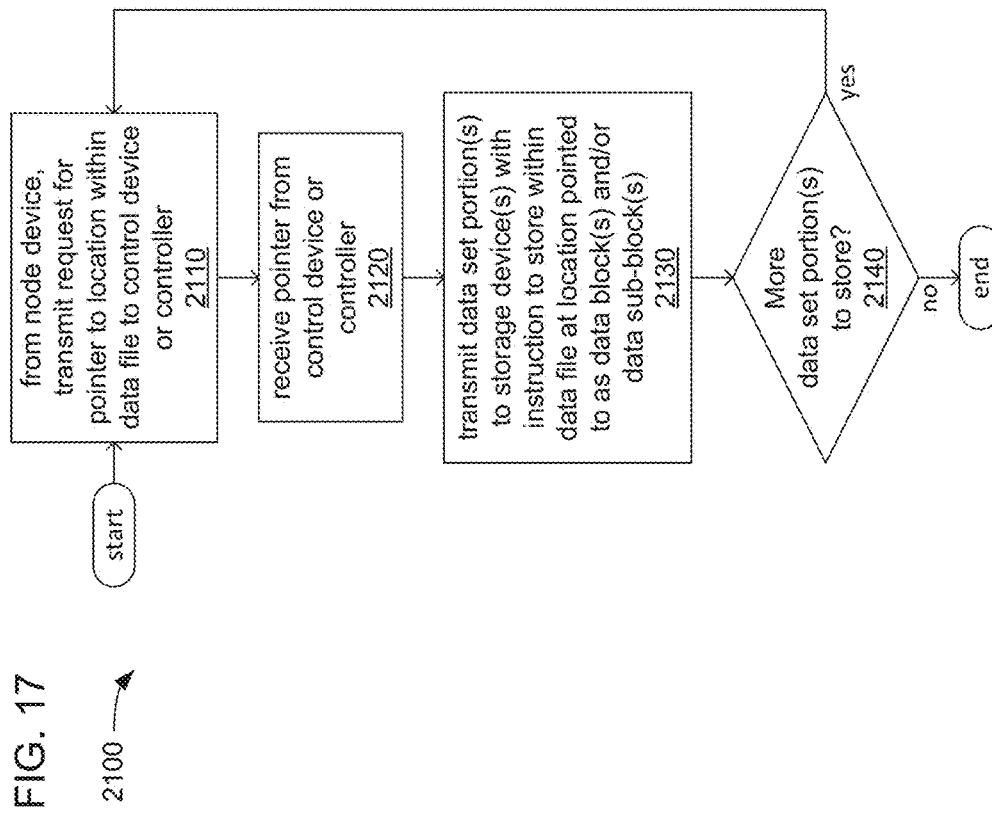 FIG. 17
2100
start
from node device,
transmit request for
pointer to location within
data file to control device
or controller
2110
receive pointer from
control device or
controller
2120
transmit data set portion(s)
to storage device(s) with
instruction to store within
data file at location pointed
to as data block(s) and/or
data sub-block(s)
2130
More
data set portion(s)
to store?
2140
yes
no
end